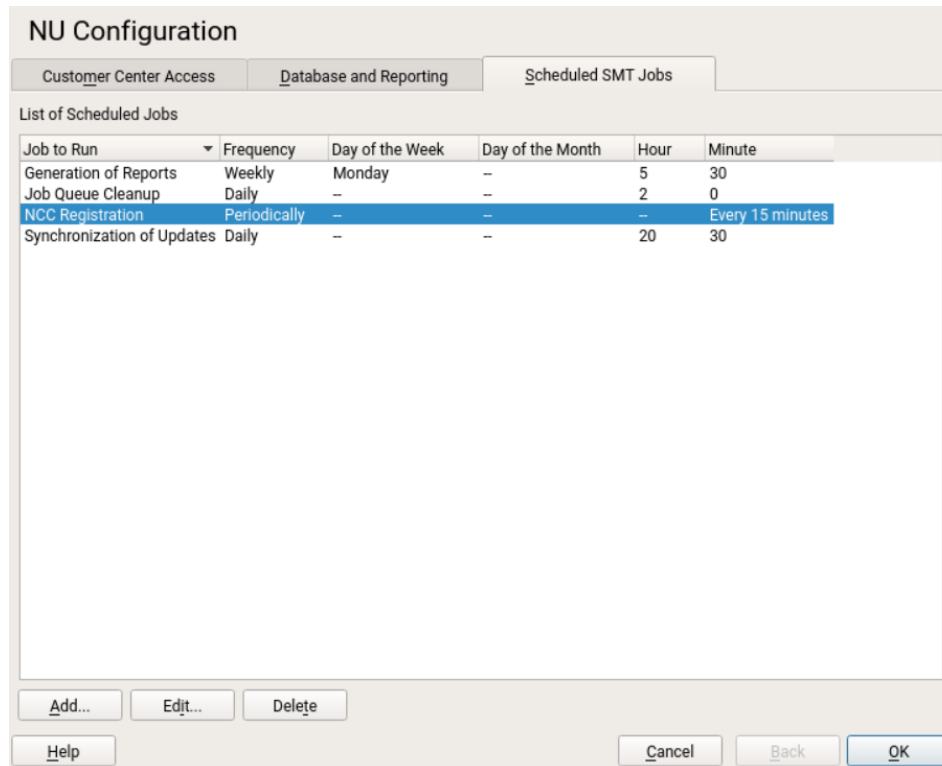 NU Configuration
Customer Center Access Database and Reporting Scheduled SMT Jobs
List of Scheduled Jobs
Job to Run Frequency Day of the Week Day of the Month Hour Minute
Generation of Reports Weekly Monday -- 5 30
Job Queue Cleanup Daily -- -- 2 0
NCC Registration Periodically -- -- -- Every 15 minutes
Synchronization of Updates Daily -- -- 20 30
Add... Edit... Delete
Help Cancel Back OK